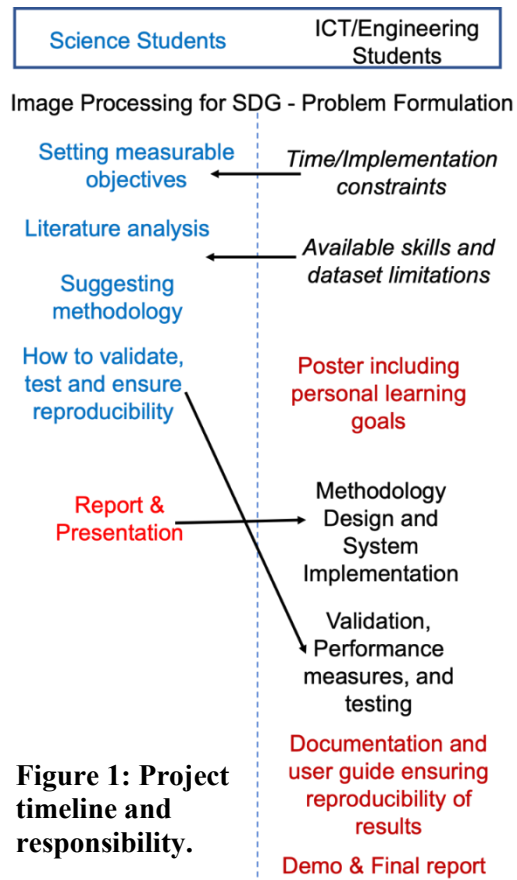 Science Students
ICT/Engineering
Students
Image Processing for SDG - Problem Formulation
Setting measurable
objectives
Time/Implementation
constraints
Literature analysis
Available skills and
dataset limitations
Suggesting
methodology
How to validate,
test and ensure
reproducibility
Poster including
personal learning
goals
Report &
Presentation
Methodology
Design and
System
Implementation
Validation,
Performance
measures, and
testing
Documentation and
user guide ensuring
reproducibility of
results
Demo & Final report
Figure 1: Project
timeline and
responsibility.